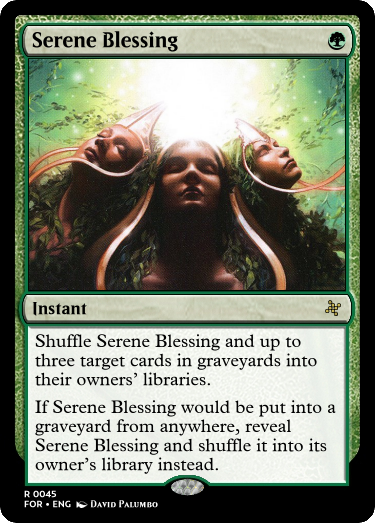 Serene Blessing
Instant
Shuffle Serene Blessing and up to
three target cards in graveyards into
their owners' libraries.
If Serene Blessing would be put into a
graveyard from anywhere, reveal
Serene Blessing and shuffle it into its
owner's library instead.
R 0045
FOR • ENG David Palumbo